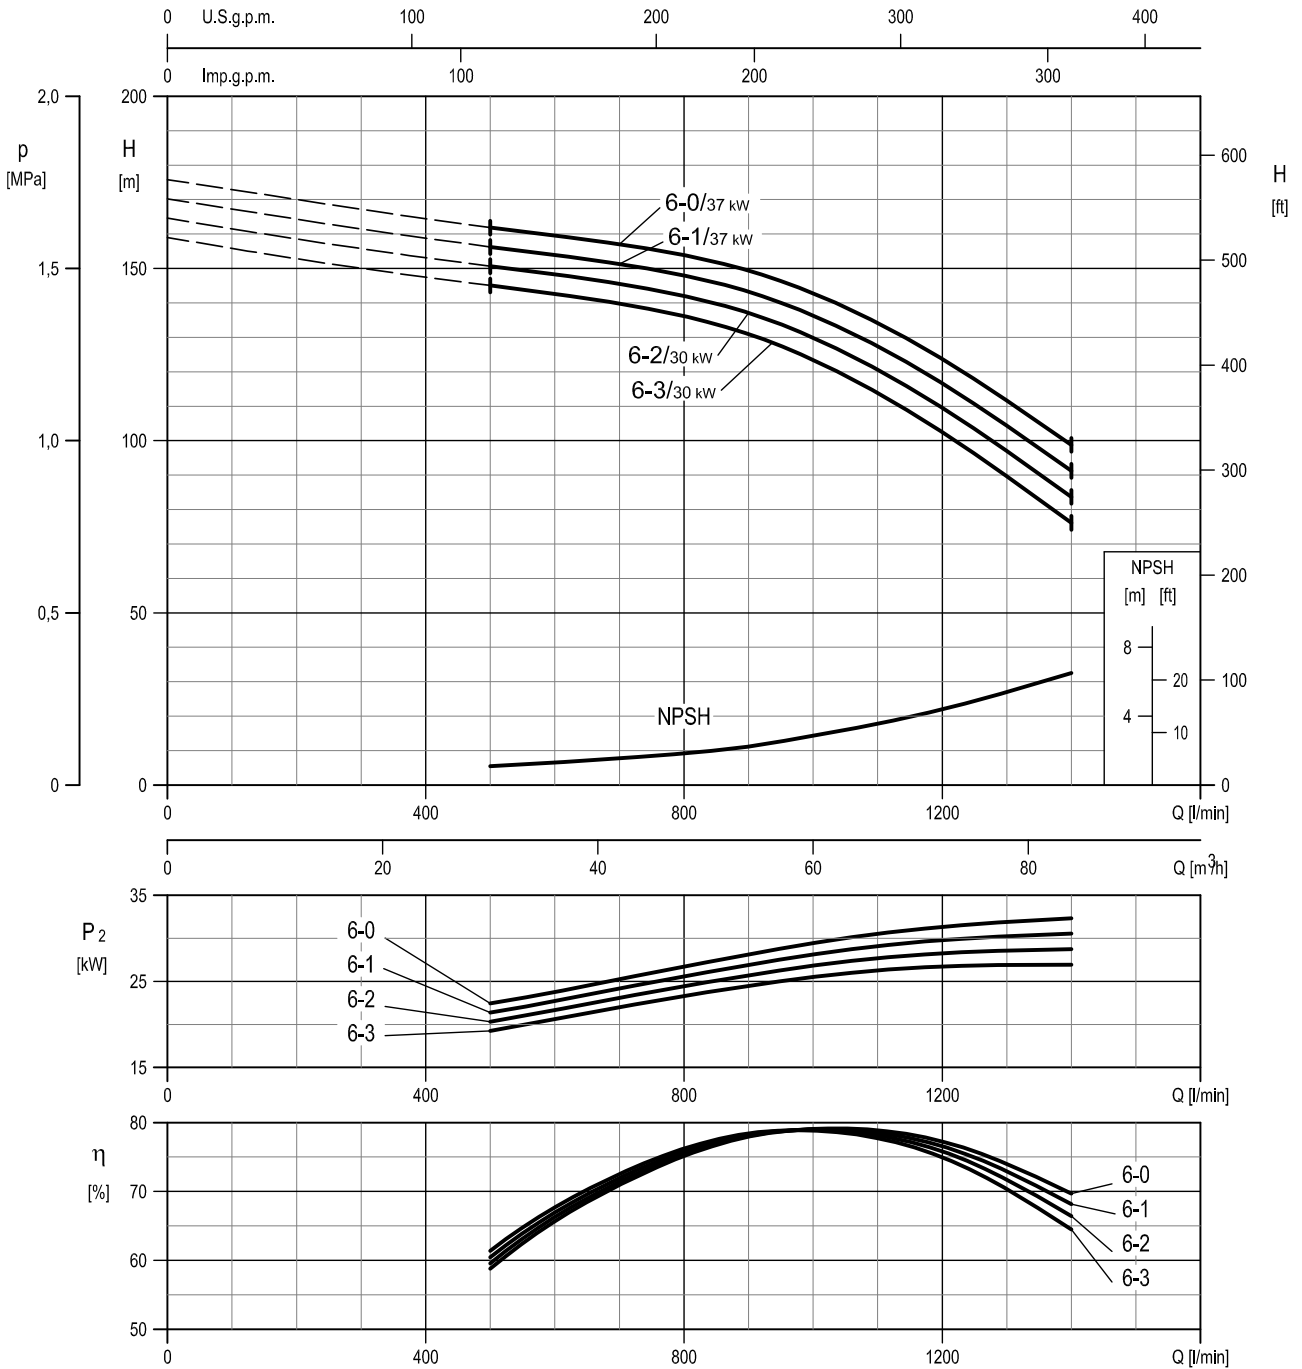 0 U.S.g.p.m. 100 200 300 400
0 Imp.g.p.m. 100 200 300
p
[MPa]
2,0
1,5
1,0
0,5
0
H
[m]
200
150
100
50
0
H
[ft]
600
500
400
300
200
100
0
6-0/37 kW
6-1/37 kW
6-2/30 kW
6-3/30 kW
NPSH
NPSH
[m] [ft]
8
20
4
10
0 400 800 1200 Q [l/min]
0 20 40 60 80 Q [m³/h]
P2
[kW]
35
25
15
6-0
6-1
6-2
6-3
0 400 800 1200 Q [l/min]
η
[%]
80
70
60
50
6-0
6-1
6-2
6-3
0 400 800 1200 Q [l/min]